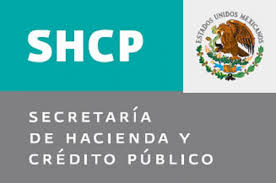 SHCP
ESTADOS UNIDOS MEXICANOS
SECRETARÍA
DE HACIENDA Y
CRÉDITO PÚBLICO